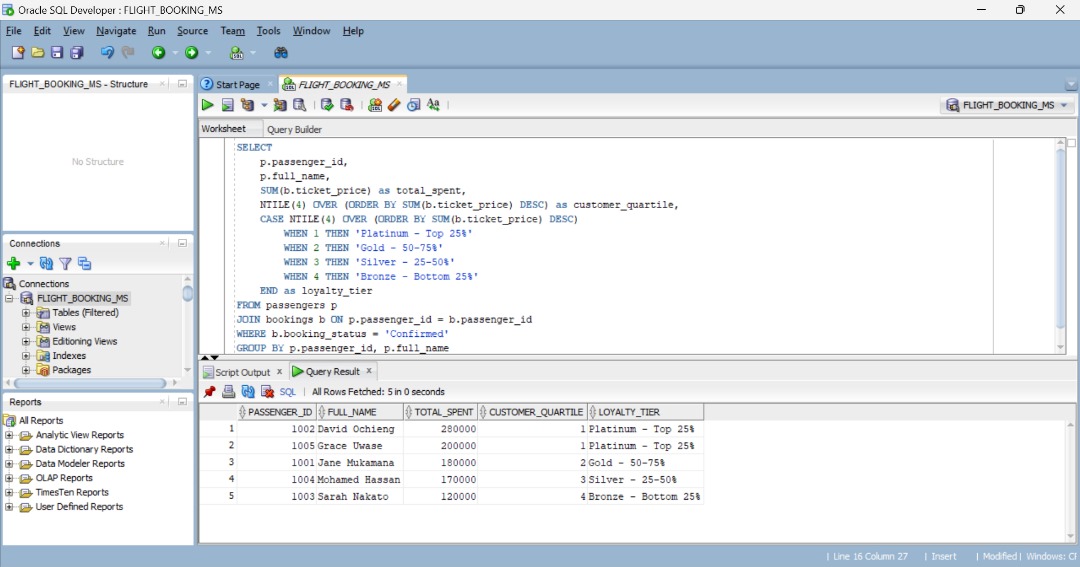 Oracle SQL Developer : FLIGHT_BOOKING_MS
File Edit View Navigate Run Source Team Tools Window Help
FLIGHT_BOOKING_MS - Structure
No Structure
Connections
Connections
FLIGHT_BOOKING_MS
Tables (Filtered)
Views
Editioning Views
Indexes
Packages
Reports
All Reports
Analytic View Reports
Data Dictionary Reports
Data Modeler Reports
OLAP Reports
TimesTen Reports
User Defined Reports
Start Page FLIGHT_BOOKING_MS
FLIGHT_BOOKING_MS
Worksheet Query Builder
SELECT
p.passenger_id,
p.full_name,
SUM(b.ticket_price) as total_spent,
NTILE(4) OVER (ORDER BY SUM(b.ticket_price) DESC) as customer_quartile,
CASE NTILE(4) OVER (ORDER BY SUM(b.ticket_price) DESC)
WHEN 1 THEN 'Platinum - Top 25%'
WHEN 2 THEN 'Gold - 50-75%'
WHEN 3 THEN 'Silver - 25-50%'
WHEN 4 THEN 'Bronze - Bottom 25%'
END as loyalty_tier
FROM passengers p
JOIN bookings b ON p.passenger_id = b.passenger_id
WHERE b.booking_status = 'Confirmed'
GROUP BY p.passenger_id, p.full_name
Script Output Query Result
SQL | All Rows Fetched: 5 in 0 seconds
PASSENGER_ID FULL_NAME TOTAL_SPENT CUSTOMER_QUARTILE LOYALTY_TIER
1 1002 David Ochieng 280000 1 Platinum - Top 25%
2 1005 Grace Uwase 200000 1 Platinum - Top 25%
3 1001 Jane Mukamana 180000 2 Gold - 50-75%
4 1004 Mohamed Hassan 170000 3 Silver - 25-50%
5 1003 Sarah Nakato 120000 4 Bronze - Bottom 25%
| Line 16 Column 27 | Insert | Modified | Windows: C